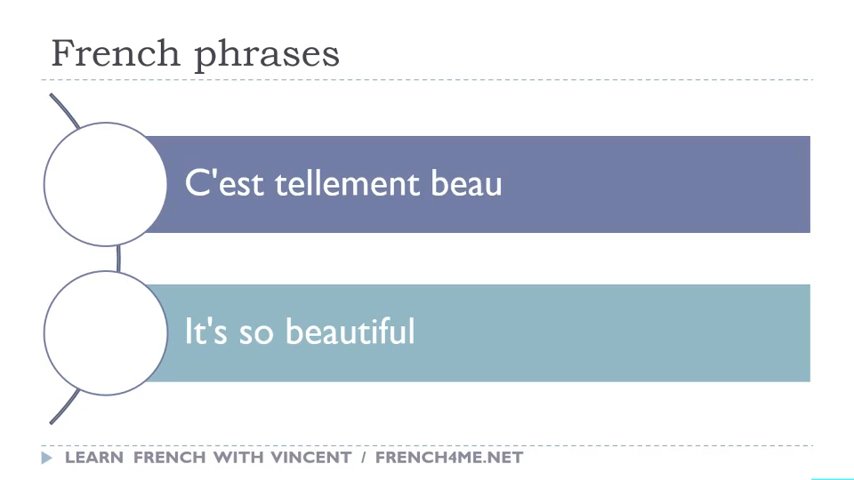 French phrases
C'est tellement beau
It's so beautiful
LEARN FRENCH WITH VINCENT / FRENCH4ME.NET